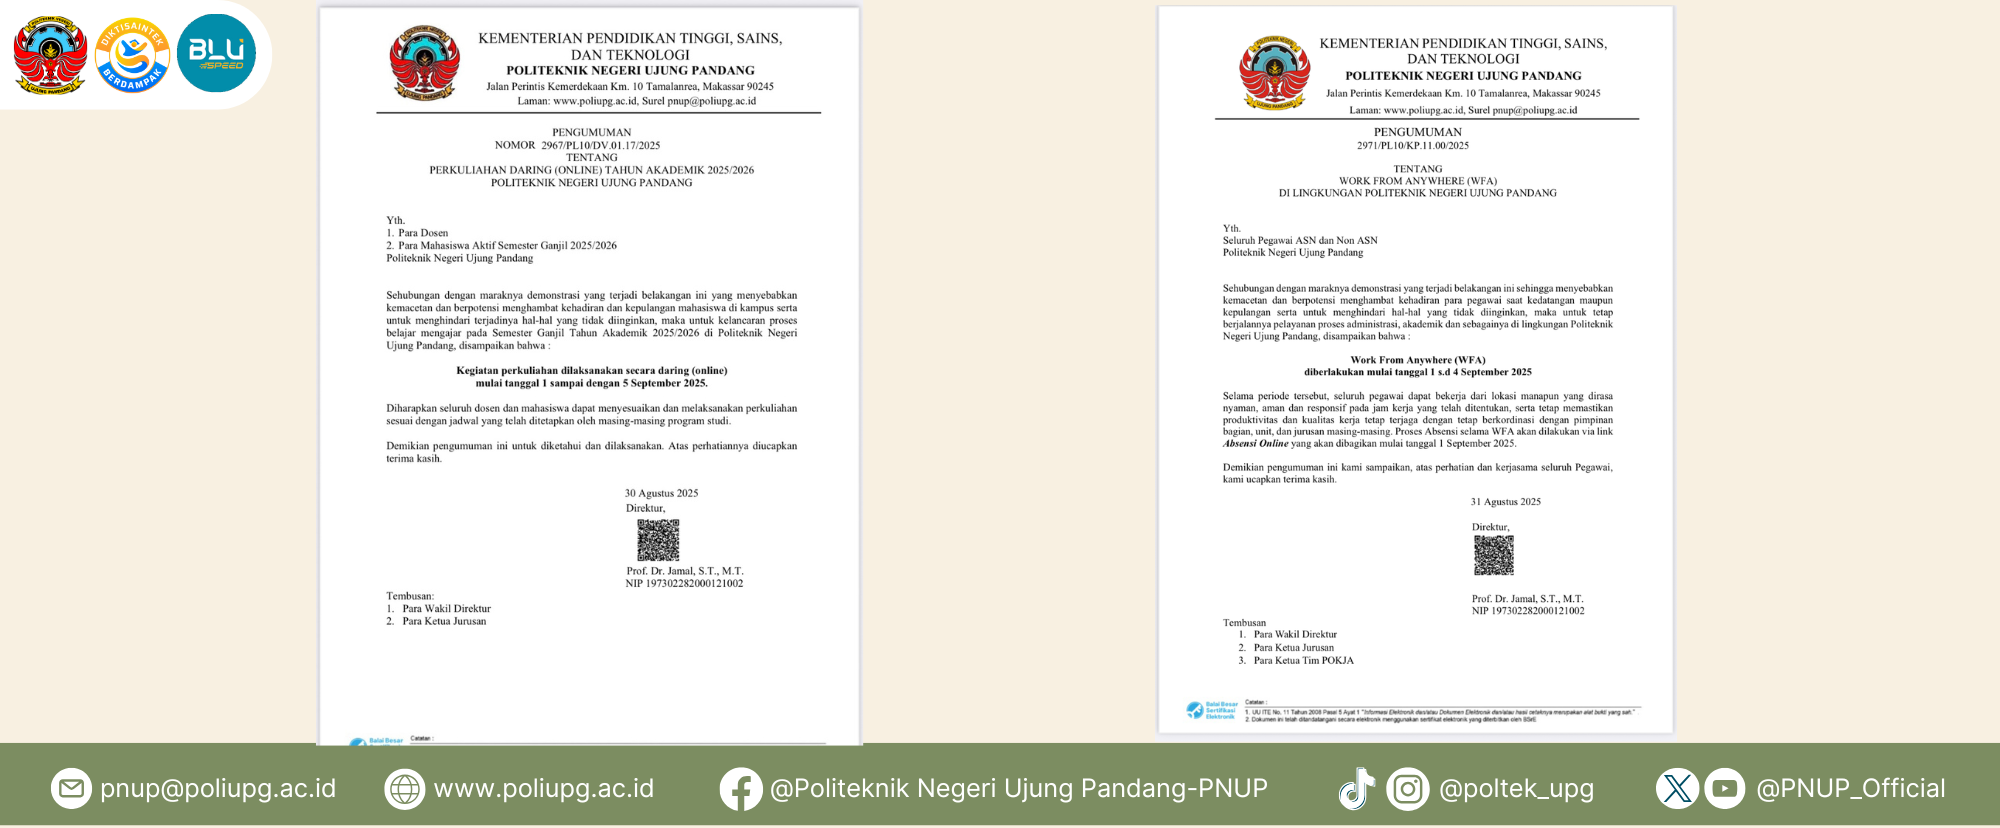 POLITEKNIK NEGERI
UJUNG PANDANG
DIKTISAINTEK
BERDAMPAK
BLU
SPEED
POLITEKNIK NEGERI
UJUNG PANDANG
KEMENTERIAN PENDIDIKAN TINGGI, SAINS,
DAN TEKNOLOGI
POLITEKNIK NEGERI UJUNG PANDANG
Jalan Perintis Kemerdekaan Km. 10 Tamalanrea, Makassar 90245
Laman: www.poliupg.ac.id, Surel pnup@poliupg.ac.id
PENGUMUMAN
NOMOR 2967/PL10/DV.01.17/2025
TENTANG
PERKULIAHAN DARING (ONLINE) TAHUN AKADEMIK 2025/2026
POLITEKNIK NEGERI UJUNG PANDANG
Yth.
1. Para Dosen
2. Para Mahasiswa Aktif Semester Ganjil 2025/2026
Politeknik Negeri Ujung Pandang
Sehubungan dengan maraknya demonstrasi yang terjadi belakangan ini yang menyebabkan
kemacetan dan berpotensi menghambat kehadiran dan kepulangan mahasiswa di kampus serta
untuk menghindari terjadinya hal-hal yang tidak diinginkan, maka untuk kelancaran proses
belajar mengajar pada Semester Ganjil Tahun Akademik 2025/2026 di Politeknik Negeri
Ujung Pandang, disampaikan bahwa :
Kegiatan perkuliahan dilaksanakan secara daring (online)
mulai tanggal 1 sampai dengan 5 September 2025.
Diharapkan seluruh dosen dan mahasiswa dapat menyesuaikan dan melaksanakan perkuliahan
sesuai dengan jadwal yang telah ditetapkan oleh masing-masing program studi.
Demikian pengumuman ini untuk diketahui dan dilaksanakan. Atas perhatiannya diucapkan
terima kasih.
30 Agustus 2025
Direktur,
Prof. Dr. Jamal, S.T., M.T.
NIP 197302282000121002
Tembusan:
1. Para Wakil Direktur
2. Para Ketua Jurusan
Balai Besar
Catatan :
POLITEKNIK NEGERI
UJUNG PANDANG
KEMENTERIAN PENDIDIKAN TINGGI, SAINS,
DAN TEKNOLOGI
POLITEKNIK NEGERI UJUNG PANDANG
Jalan Perintis Kemerdekaan Km. 10 Tamalanrea, Makassar 90245
Laman: www.poliupg.ac.id, Surel pnup@poliupg.ac.id
PENGUMUMAN
2971/PL10/KP.11.00/2025
TENTANG
WORK FROM ANYWHERE (WFA)
DI LINGKUNGAN POLITEKNIK NEGERI UJUNG PANDANG
Yth.
Seluruh Pegawai ASN dan Non ASN
Politeknik Negeri Ujung Pandang
Sehubungan dengan maraknya demonstrasi yang terjadi belakangan ini sehingga menyebabkan
kemacetan dan berpotensi menghambat kehadiran para pegawai saat kedatangan maupun
kepulangan serta untuk menghindari hal-hal yang tidak diinginkan, maka untuk tetap
berjalannya pelayanan proses administrasi, akademik dan sebagainya di lingkungan Politeknik
Negeri Ujung Pandang, disampaikan bahwa :
Work From Anywhere (WFA)
diberlakukan mulai tanggal 1 s.d 4 September 2025
Selama periode tersebut, seluruh pegawai dapat bekerja dari lokasi manapun yang dirasa
nyaman, aman dan responsif pada jam kerja yang telah ditentukan, serta tetap memastikan
produktivitas dan kualitas kerja tetap terjaga dengan tetap berkordinasi dengan pimpinan
bagian, unit, dan jurusan masing-masing. Proses Absensi selama WFA akan dilakukan via link
Absensi Online yang akan dibagikan mulai tanggal 1 September 2025.
Demikian pengumuman ini kami sampaikan, atas perhatian dan kerjasama seluruh Pegawai,
kami ucapkan terima kasih.
31 Agustus 2025
Direktur,
Prof. Dr. Jamal, S.T., M.T.
NIP 197302282000121002
Tembusan
1. Para Wakil Direktur
2. Para Ketua Jurusan
3. Para Ketua Tim POKJA
Balai Besar
Sertifikasi
Elektronik
Catatan :
1. UU ITE No. 11 Tahun 2008 Pasal 5 Ayat 1 "Informasi Elektronik dan/atau Dokumen Elektronik dan/atau hasil cetaknya merupakan alat bukti yang sah."
2. Dokumen ini telah ditandatangani secara elektronik menggunakan sertifikat elektronik yang diterbitkan oleh BSrE
pnup@poliupg.ac.id
www.poliupg.ac.id
@Politeknik Negeri Ujung Pandang-PNUP
@poltek_upg
@PNUP_Official